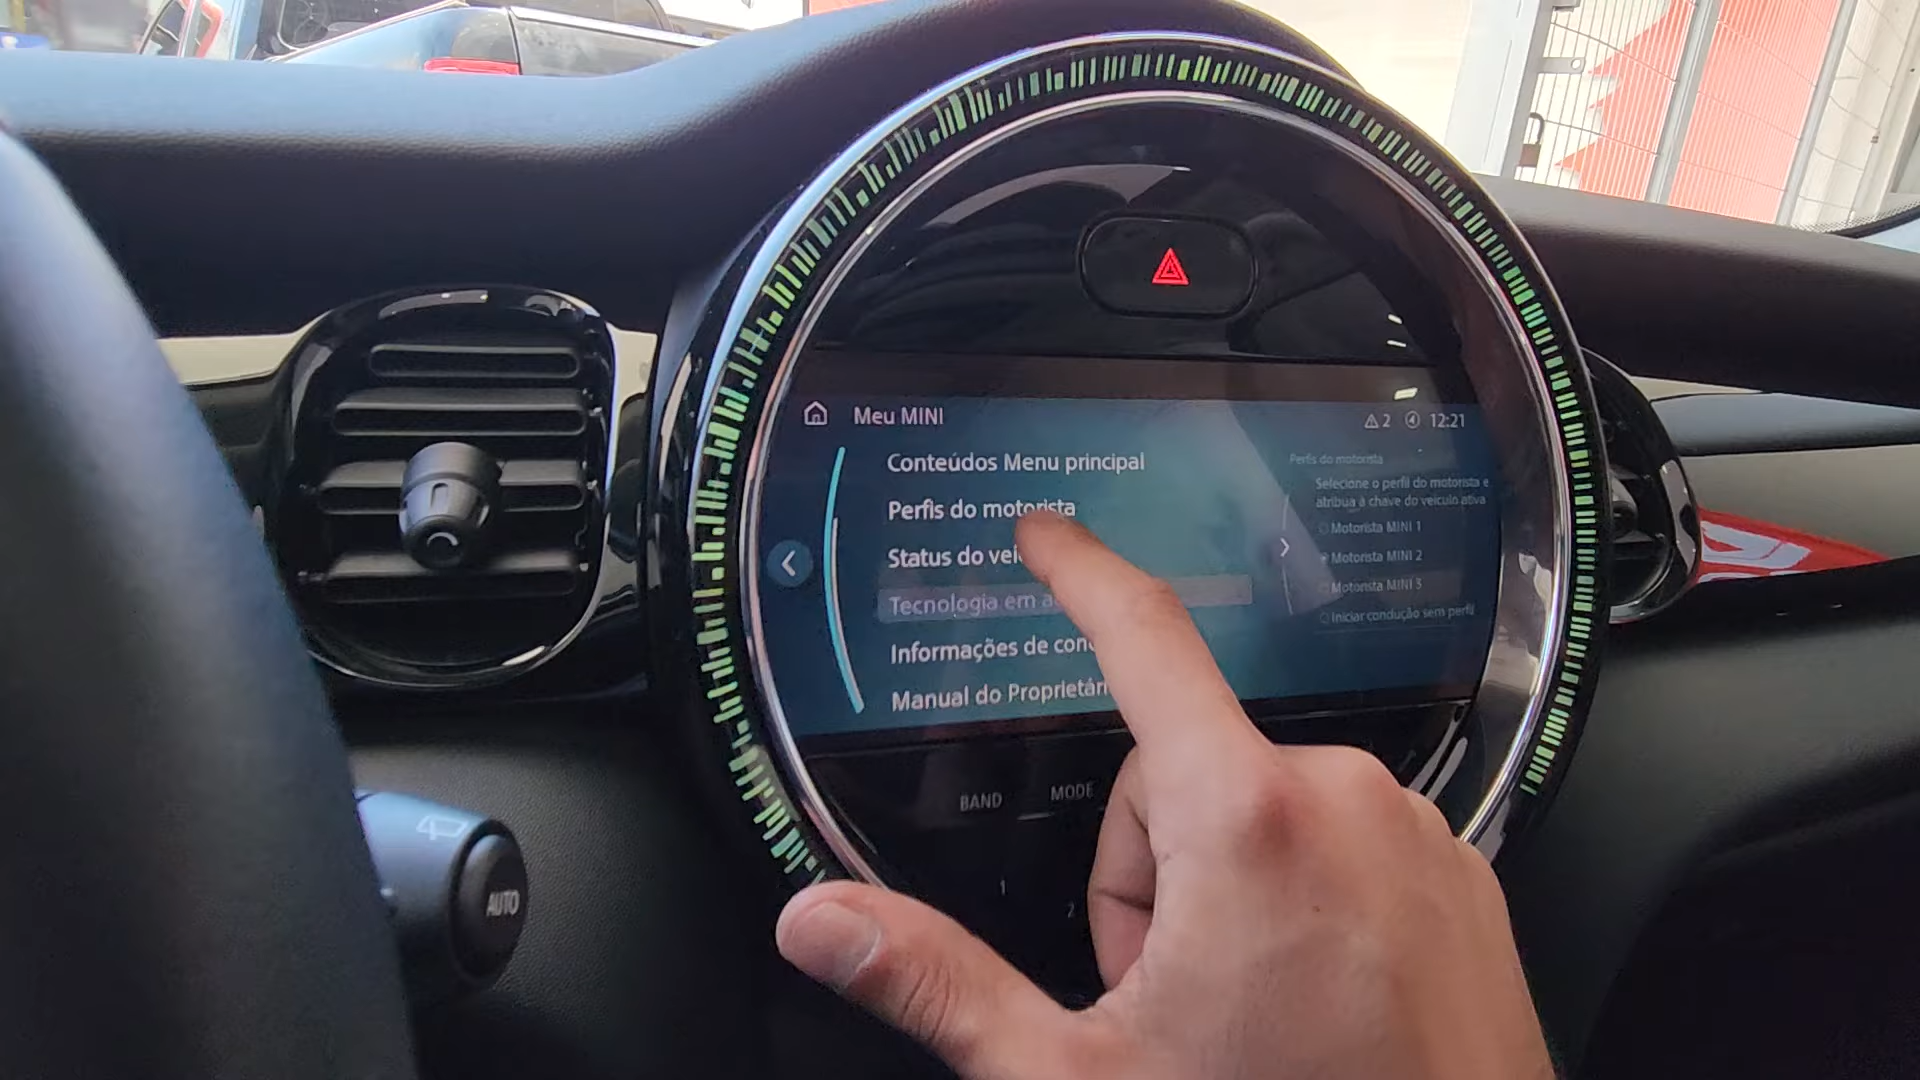 Meu MINI
2
12:21
Conteúdos Menu principal
Perfis do motorista
Status do veí
Tecnologia em a
Informações de con
Manual do Proprietári
Perfis do motorista
Selecione o perfil do motorista e
atribua à chave do veículo ativa
Motorista MINI 1
Motorista MINI 2
Motorista MINI 3
Iniciar condução sem perfil
BAND
MODE
1
2
AUTO